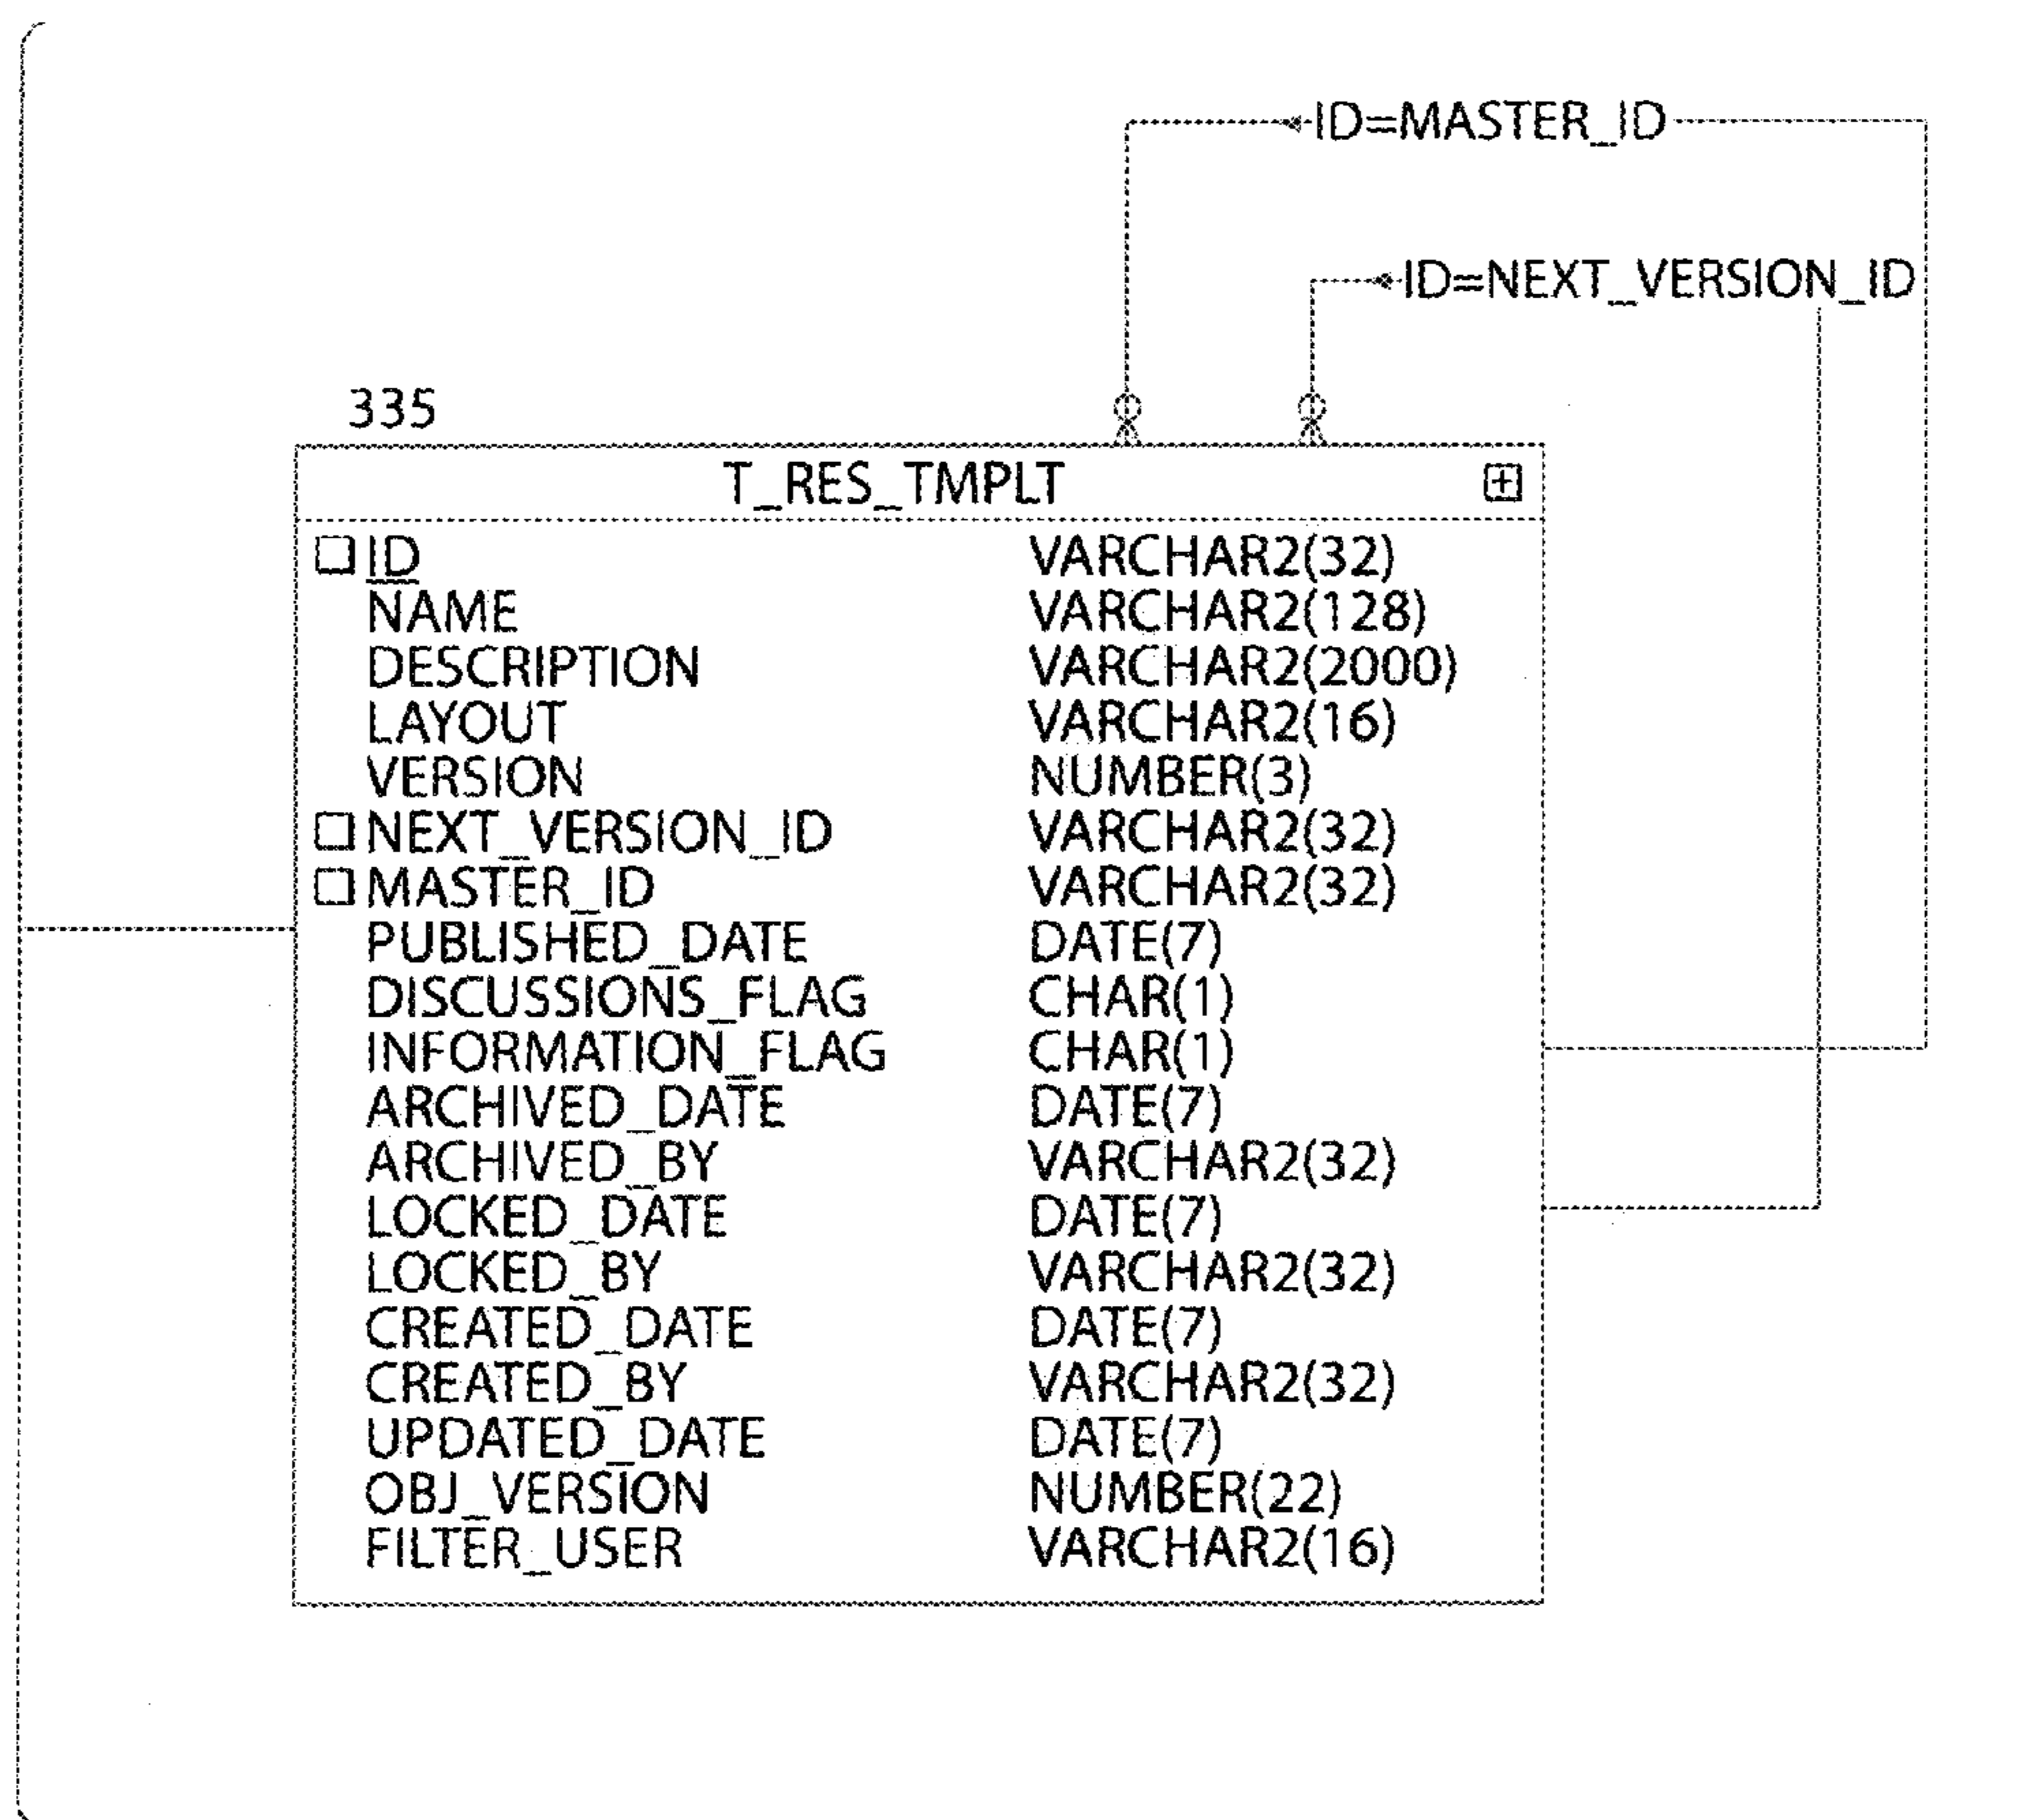 ID=MASTER_ID
ID=NEXT_VERSION_ID
335
T_RES_TMPLT
ID VARCHAR2(32)
NAME VARCHAR2(128)
DESCRIPTION VARCHAR2(2000)
LAYOUT VARCHAR2(16)
VERSION NUMBER(3)
NEXT_VERSION_ID VARCHAR2(32)
MASTER_ID VARCHAR2(32)
PUBLISHED_DATE DATE(7)
DISCUSSIONS_FLAG CHAR(1)
INFORMATION_FLAG CHAR(1)
ARCHIVED_DATE DATE(7)
ARCHIVED_BY VARCHAR2(32)
LOCKED_DATE DATE(7)
LOCKED_BY VARCHAR2(32)
CREATED_DATE DATE(7)
CREATED_BY VARCHAR2(32)
UPDATED_DATE DATE(7)
OBJ_VERSION NUMBER(22)
FILTER_USER VARCHAR2(16)